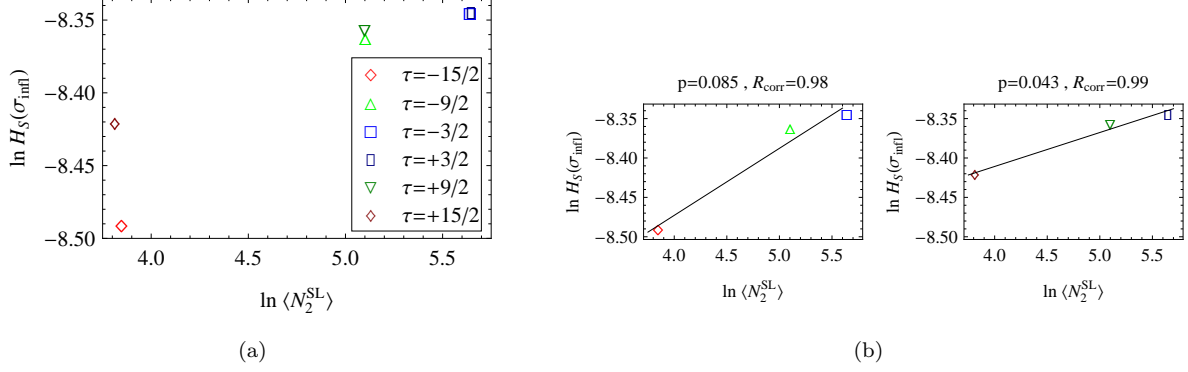 ln H_S(σ_infl)
−8.35
−8.40
−8.45
−8.50
4.0 4.5 5.0 5.5
ln ⟨N_2^SL⟩
τ=−15/2
τ=−9/2
τ=−3/2
τ=+3/2
τ=+9/2
τ=+15/2
(a)
p=0.085 , R_corr=0.98
ln H_S(σ_infl)
−8.35
−8.40
−8.45
−8.50
4.0 4.5 5.0 5.5
ln ⟨N_2^SL⟩
p=0.043 , R_corr=0.99
ln H_S(σ_infl)
−8.35
−8.40
−8.45
−8.50
4.0 4.5 5.0 5.5
ln ⟨N_2^SL⟩
(b)